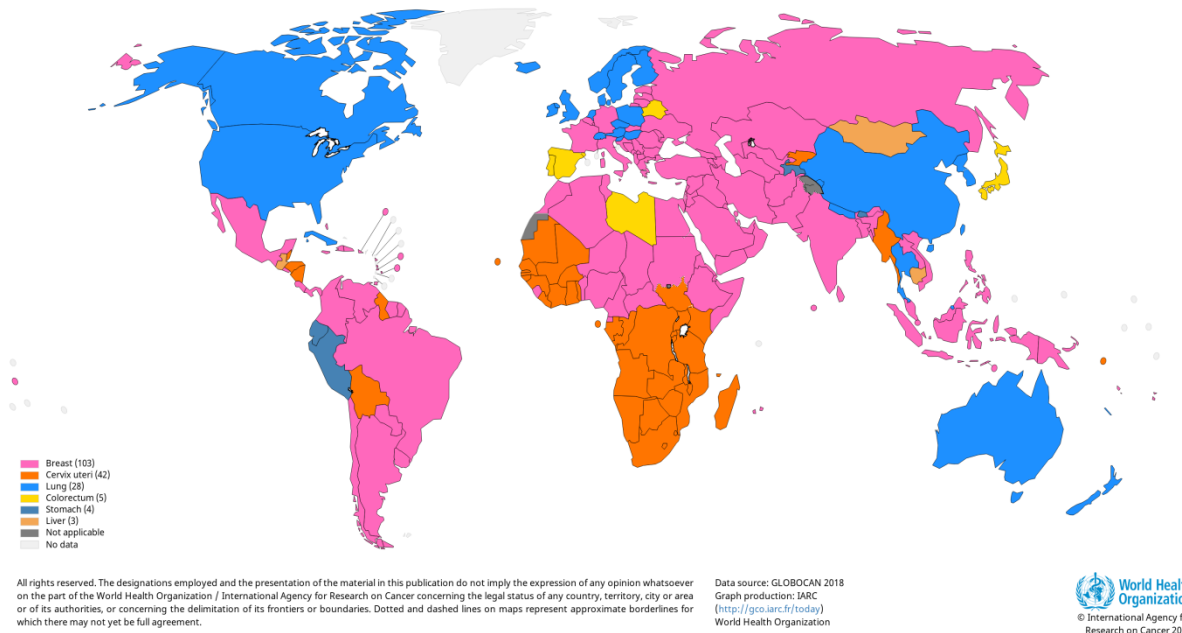 Breast (103)
Cervix uteri (42)
Lung (28)
Colorectum (5)
Stomach (4)
Liver (3)
Not applicable
No data
All rights reserved. The designations employed and the presentation of the material in this publication do not imply the expression of any opinion whatsoever
on the part of the World Health Organization / International Agency for Research on Cancer concerning the legal status of any country, territory, city or area
or of its authorities, or concerning the delimitation of its frontiers or boundaries. Dotted and dashed lines on maps represent approximate borderlines for
which there may not yet be full agreement.
Data source: GLOBOCAN 2018
Graph production: IARC
(http://gco.iarc.fr/today)
World Health Organization
World Heal
Organizatio
© International Agency f
Research on Cancer 20